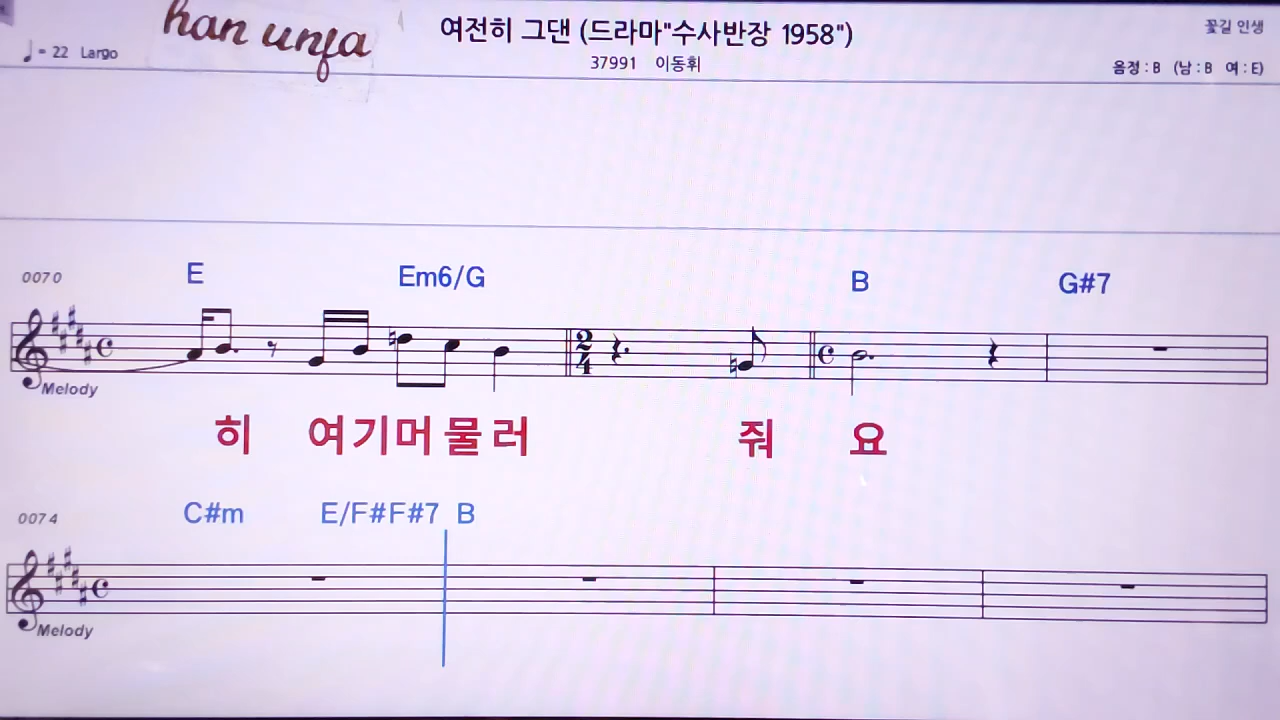 han unja
여전히 그댄 (드라마"수사반장 1958")
꽃길 인생
♩= 22 Largo
37991 이동휘
음정 : B (남 : B 여 : E)
0070 E Em6/G B G#7
2/4
Melody
히 여기머물러 줘 요
0074 C#m E/F#F#7 B
Melody